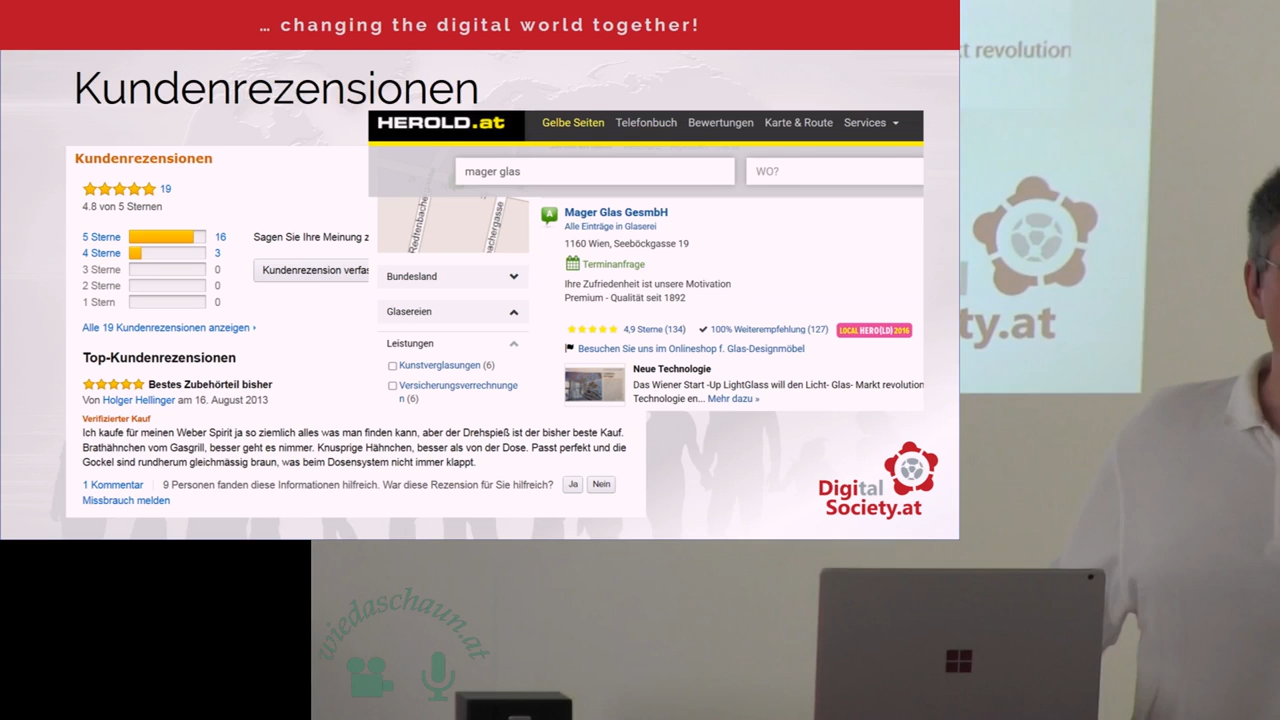 … changing the digital world together!
Kundenrezensionen
HEROLD.at
Gelbe Seiten Telefonbuch Bewertungen Karte & Route Services
mager glas
WO?
Kundenrezensionen
19
4.8 von 5 Sternen
5 Sterne 16
4 Sterne 3
3 Sterne 0
2 Sterne 0
1 Stern 0
Sagen Sie Ihre Meinung z
Kundenrezension verfas
Alle 19 Kundenrezensionen anzeigen ›
Top-Kundenrezensionen
Bestes Zubehörteil bisher
Von Holger Hellinger am 16. August 2013
Verifizierter Kauf
Ich kaufe für meinen Weber Spirit ja so ziemlich alles was man finden kann, aber der Drehspieß ist der bisher beste Kauf.
Brathähnchen vom Gasgrill, besser geht es nimmer. Knusprige Hähnchen, besser als von der Dose. Passt perfekt und die
Gockel sind rundherum gleichmässig braun, was beim Dosensystem nicht immer klappt.
1 Kommentar 9 Personen fanden diese Informationen hilfreich. War diese Rezension für Sie hilfreich? Ja Nein
Missbrauch melden
Redtenbache
achergasse
Bundesland
Glasereien
Leistungen
Kunstverglasungen (6)
Versicherungsverrechnunge
n (6)
A
Mager Glas GesmbH
Alle Einträge in Glaserei
1160 Wien, Seeböckgasse 19
Terminanfrage
Ihre Zufriedenheit ist unsere Motivation
Premium - Qualität seit 1892
4,9 Sterne (134) 100% Weiterempfehlung (127) LOCAL HERO(LD) 2016
Besuchen Sie uns im Onlineshop f. Glas-Designmöbel
Neue Technologie
Das Wiener Start -Up LightGlass will den Licht- Glas- Markt revolution
Technologie en... Mehr dazu »
Digital
Society.at
kt revolution
ty.at
wiedaschaun.at